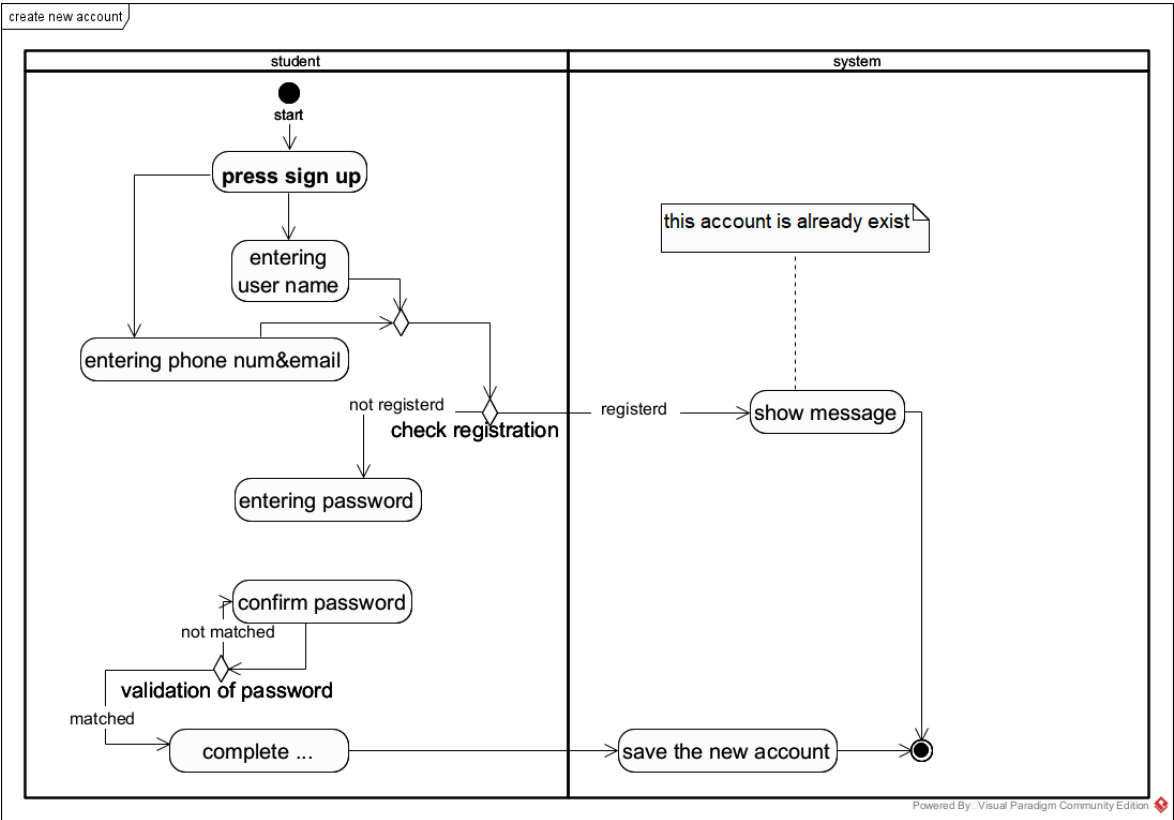 create new account
student
system
start
press sign up
this account is already exist
entering
user name
entering phone num&email
not registerd
registerd
show message
check registration
entering password
confirm password
not matched
validation of password
matched
complete ...
save the new account
Powered By Visual Paradigm Community Edition